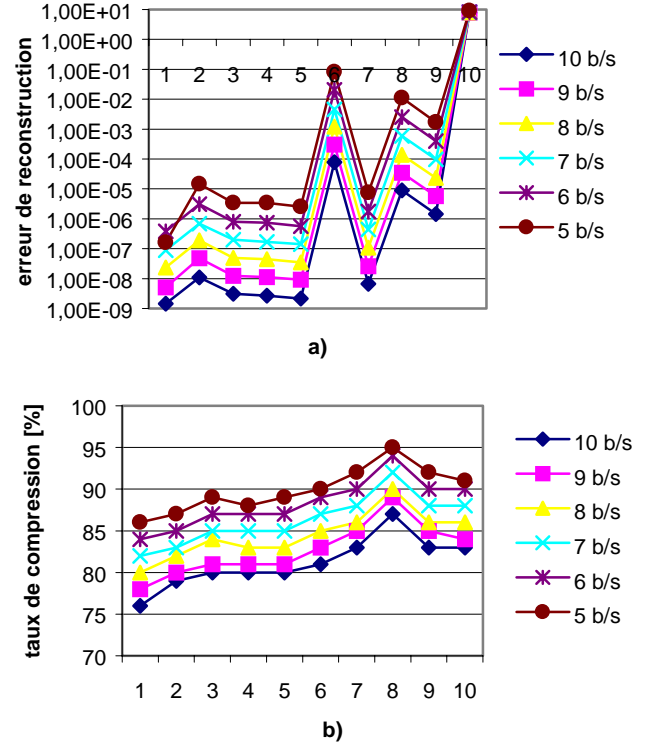 erreur de reconstruction
1,00E+01
1,00E+00
1,00E-01
1,00E-02
1,00E-03
1,00E-04
1,00E-05
1,00E-06
1,00E-07
1,00E-08
1,00E-09
1 2 3 4 5 6 7 8 9 10
10 b/s
9 b/s
8 b/s
7 b/s
6 b/s
5 b/s
a)
taux de compression [%]
100
95
90
85
80
75
70
1 2 3 4 5 6 7 8 9 10
10 b/s
9 b/s
8 b/s
7 b/s
6 b/s
5 b/s
b)